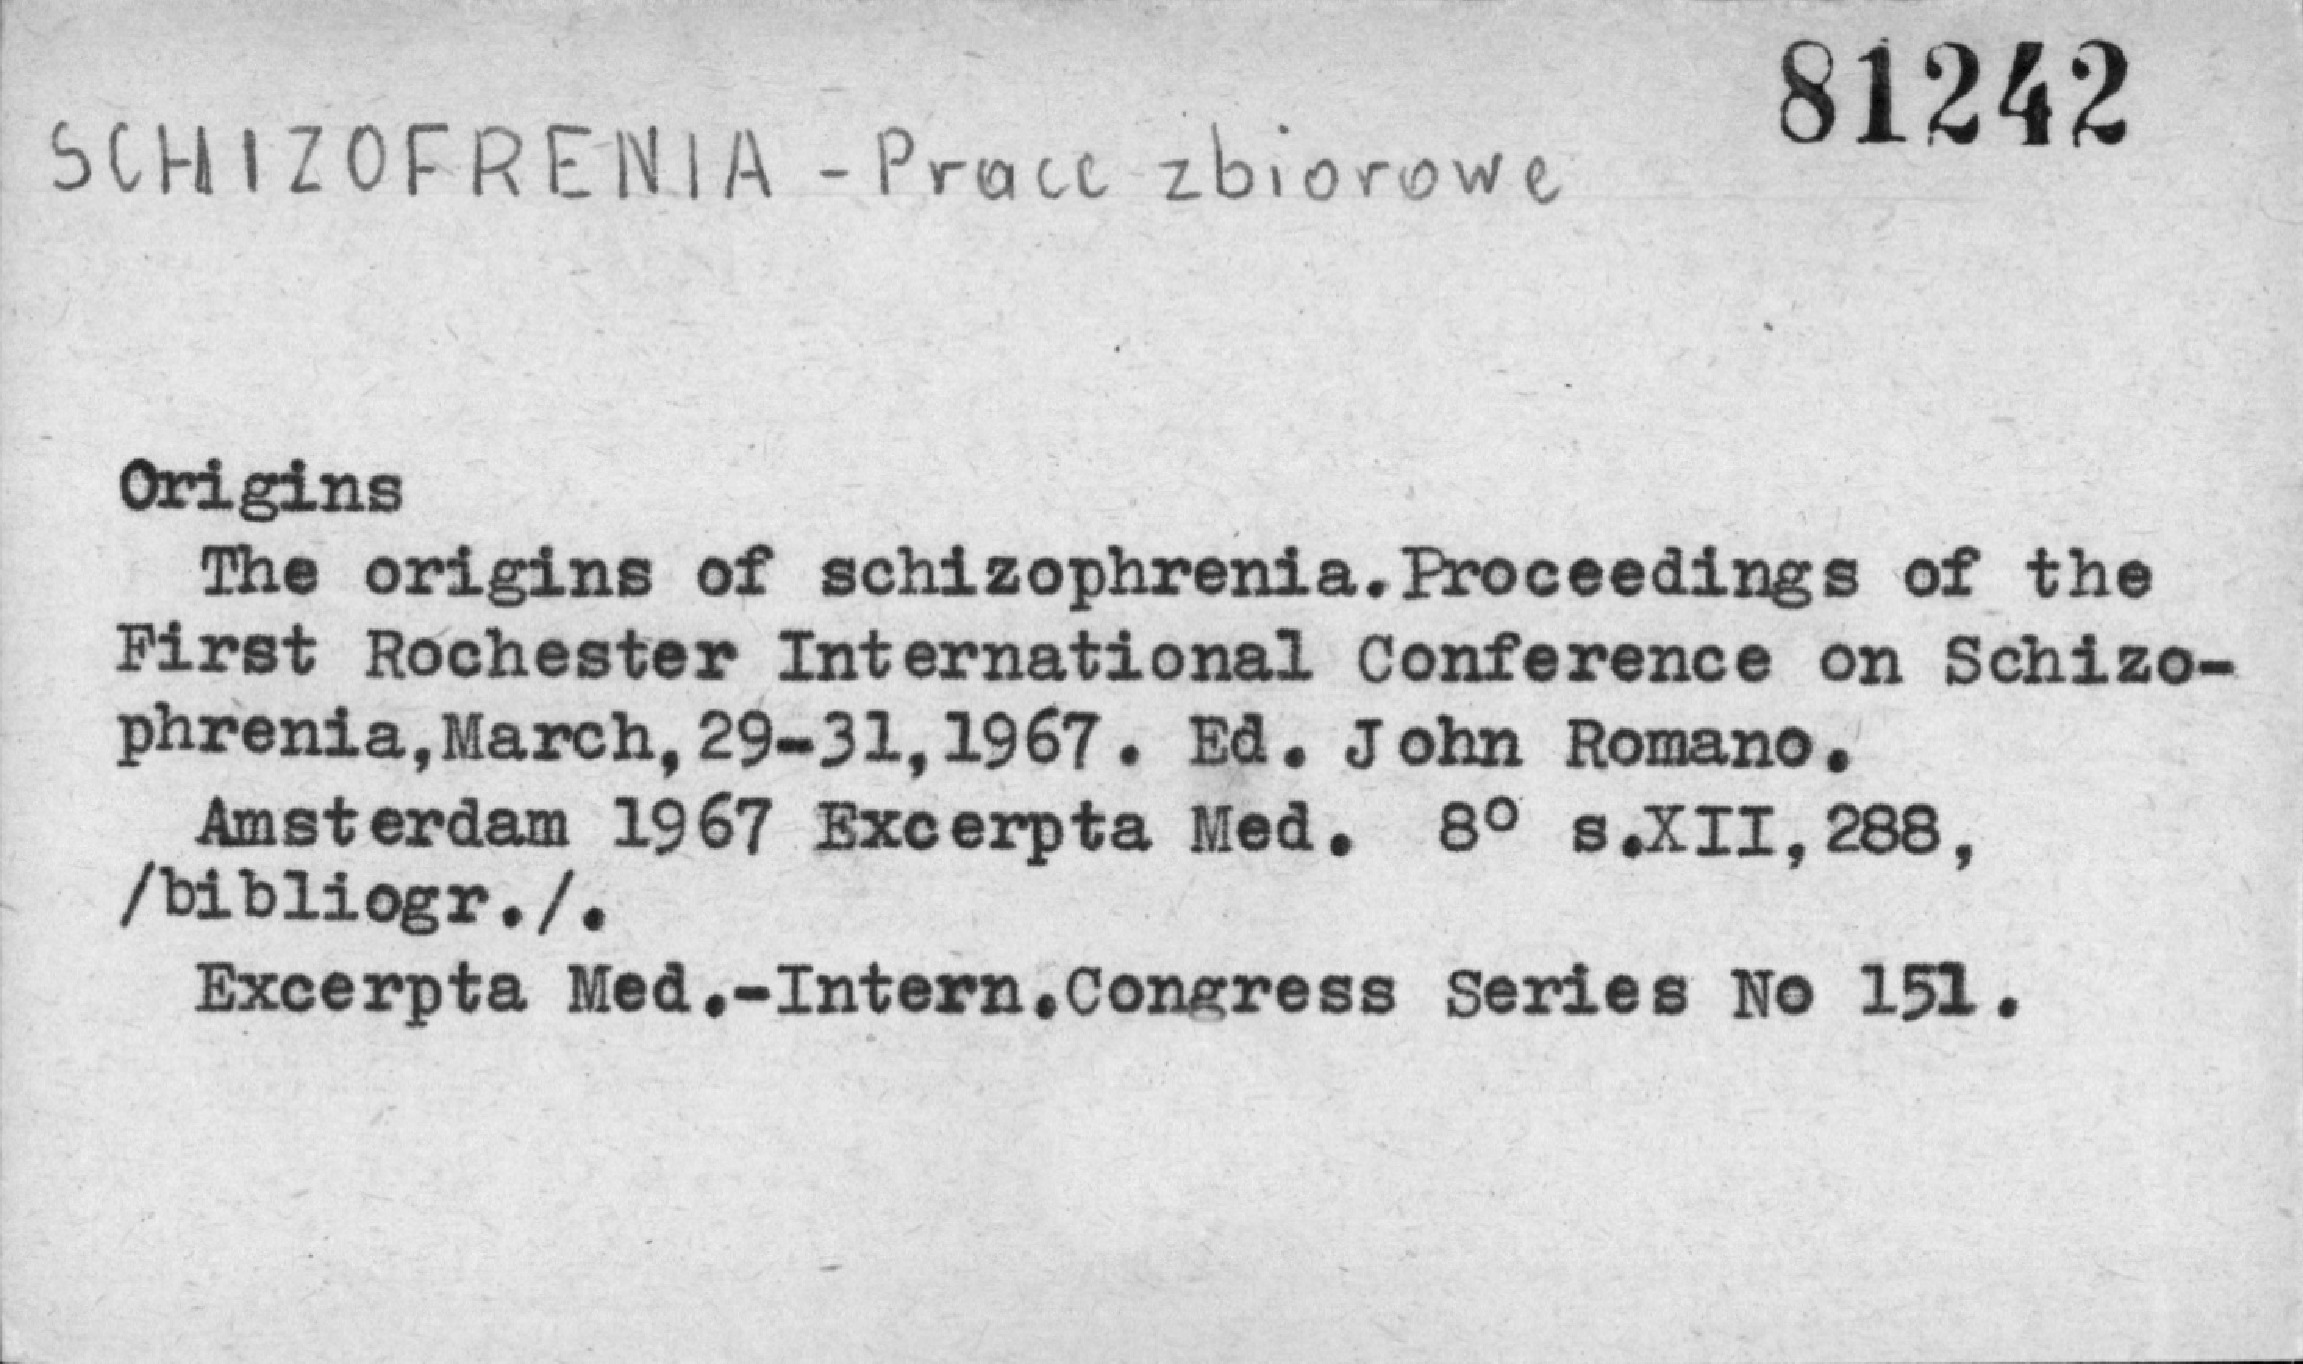 81242
SCHIZOFRENIA - Prace zbiorowe
Origins
The origins of schizophrenia.Proceedings of the
First Rochester International Conference on Schizo-
phrenia,March,29-31,1967. Ed. John Romano.
Amsterdam 1967 Excerpta Med. 8° s.XII,288,
/bibliogr./.
Excerpta Med.-Intern.Congress Series No 151.